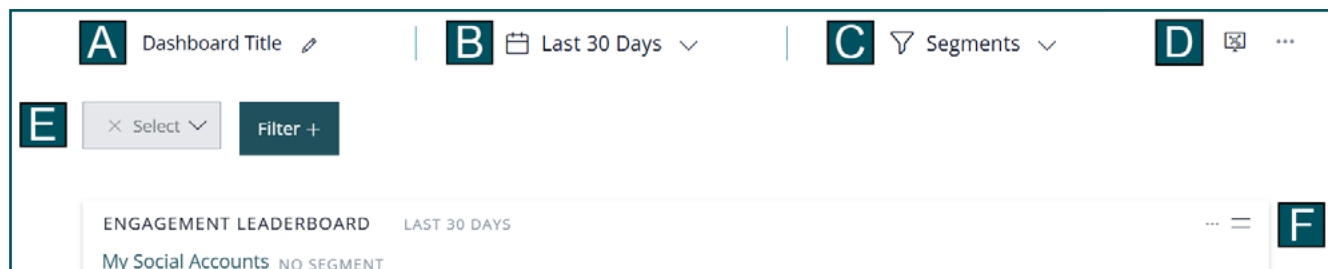 A Dashboard Title B Last 30 Days C Segments D ...
E × Select Filter +
ENGAGEMENT LEADERBOARD LAST 30 DAYS ... F
My Social Accounts NO SEGMENT